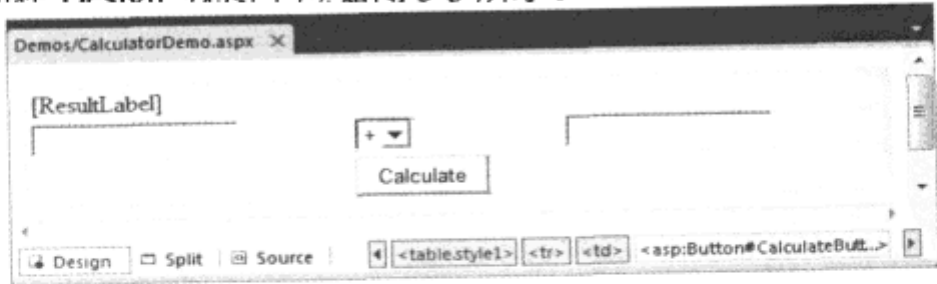 Demos/CalculatorDemo.aspx
[ResultLabel]
+
Calculate
Design Split Source <table.style1> <tr> <td> <asp:Button#CalculateButt...>